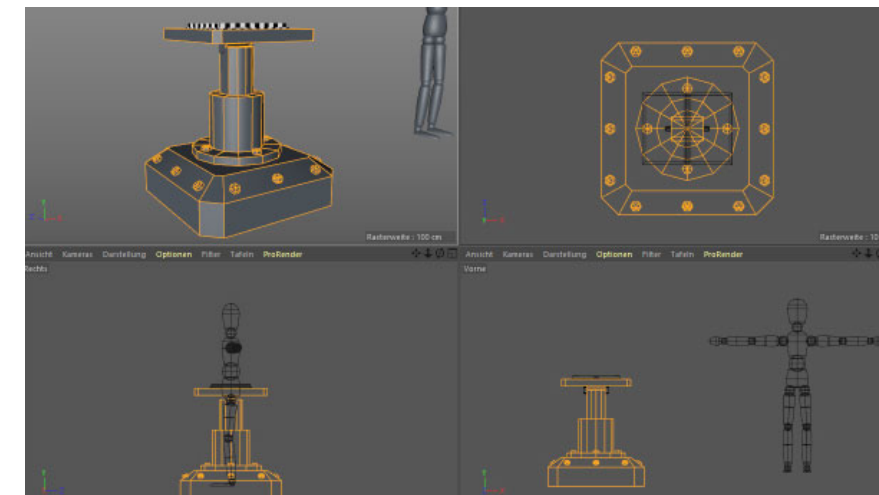 Rasterweite : 100 cm
Rasterweite : 10
Ansicht Kameras Darstellung Optionen Filter Tafeln ProRender
Ansicht Kameras Darstellung Optionen Filter Tafeln ProRender
Rechts
Vorne